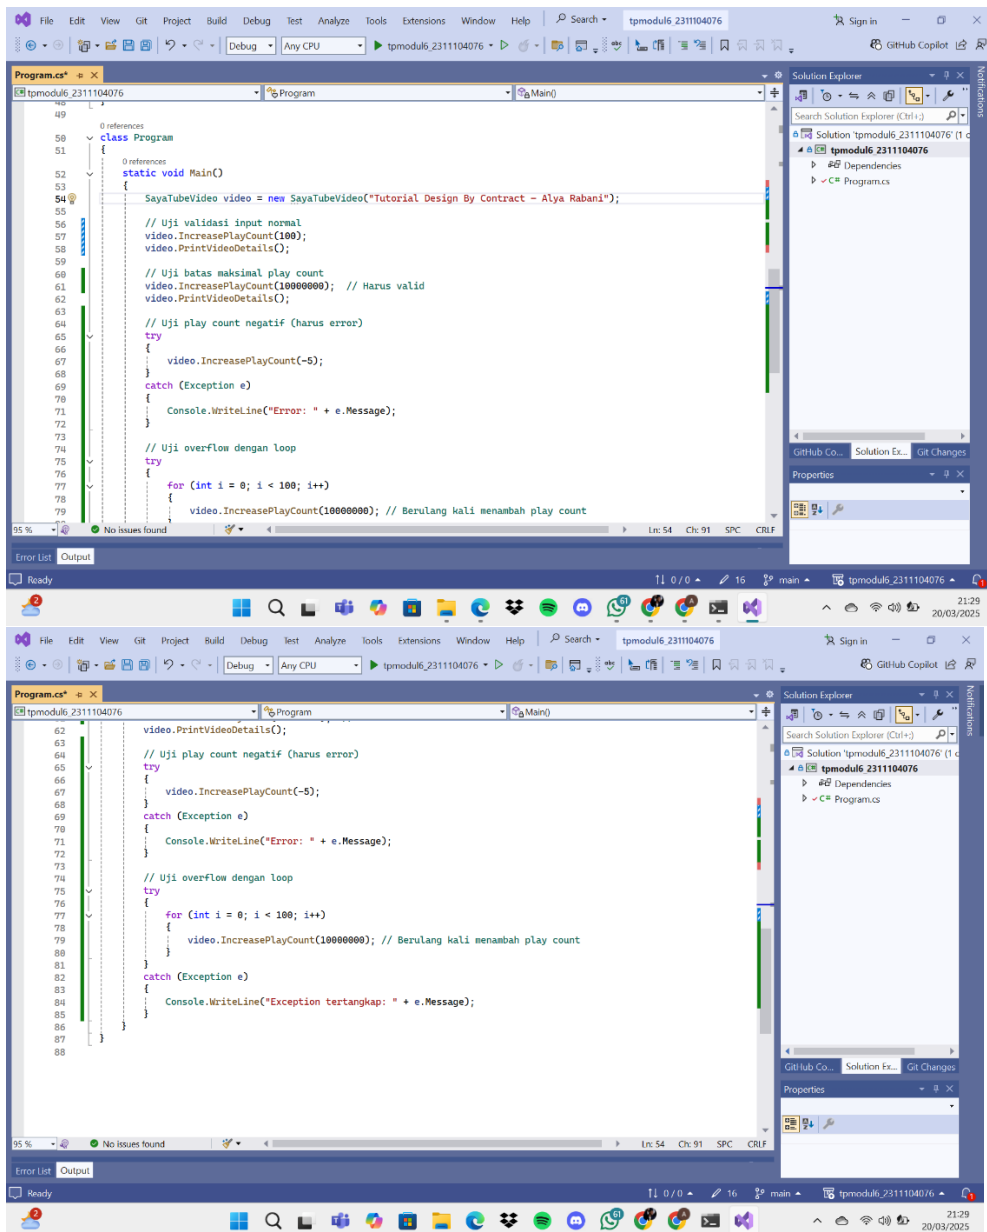 File Edit View Git Project Build Debug Test Analyze Tools Extensions Window Help Search tpmodul6_2311104076 Sign in
Debug Any CPU tpmodul6_2311104076 GitHub Copilot
Program.cs*
tpmodul6_2311104076 Program Main()
48 }
49
0 references
50 class Program
51 {
0 references
52 static void Main()
53 {
54 SayaTubeVideo video = new SayaTubeVideo("Tutorial Design By Contract – Alya Rabani");
55
56 // Uji validasi input normal
57 video.IncreasePlayCount(100);
58 video.PrintVideoDetails();
59
60 // Uji batas maksimal play count
61 video.IncreasePlayCount(10000000); // Harus valid
62 video.PrintVideoDetails();
63
64 // Uji play count negatif (harus error)
65 try
66 {
67 video.IncreasePlayCount(-5);
68 }
69 catch (Exception e)
70 {
71 Console.WriteLine("Error: " + e.Message);
72 }
73
74 // Uji overflow dengan loop
75 try
76 {
77 for (int i = 0; i < 100; i++)
78 {
79 video.IncreasePlayCount(10000000); // Berulang kali menambah play count
95 % No issues found Ln: 54 Ch: 91 SPC CRLF
Solution Explorer
Notifications
Search Solution Explorer (Ctrl+;)
Solution 'tpmodul6_2311104076' (1 c
tpmodul6_2311104076
Dependencies
C# Program.cs
GitHub Co... Solution Ex... Git Changes
Properties
Error List Output
Ready 0 / 0 16 main tpmodul6_2311104076 1
2 61 21:29
20/03/2025
File Edit View Git Project Build Debug Test Analyze Tools Extensions Window Help Search tpmodul6_2311104076 Sign in
Debug Any CPU tpmodul6_2311104076 GitHub Copilot
Program.cs*
tpmodul6_2311104076 Program Main()
62 video.PrintVideoDetails();
63
64 // Uji play count negatif (harus error)
65 try
66 {
67 video.IncreasePlayCount(-5);
68 }
69 catch (Exception e)
70 {
71 Console.WriteLine("Error: " + e.Message);
72 }
73
74 // Uji overflow dengan loop
75 try
76 {
77 for (int i = 0; i < 100; i++)
78 {
79 video.IncreasePlayCount(10000000); // Berulang kali menambah play count
80 }
81 }
82 catch (Exception e)
83 {
84 Console.WriteLine("Exception tertangkap: " + e.Message);
85 }
86 }
87 }
88
95 % No issues found Ln: 54 Ch: 91 SPC CRLF
Solution Explorer
Notifications
Search Solution Explorer (Ctrl+;)
Solution 'tpmodul6_2311104076' (1 c
tpmodul6_2311104076
Dependencies
C# Program.cs
GitHub Co... Solution Ex... Git Changes
Properties
Error List Output
Ready 0 / 0 16 main tpmodul6_2311104076 1
2 61 21:29
20/03/2025